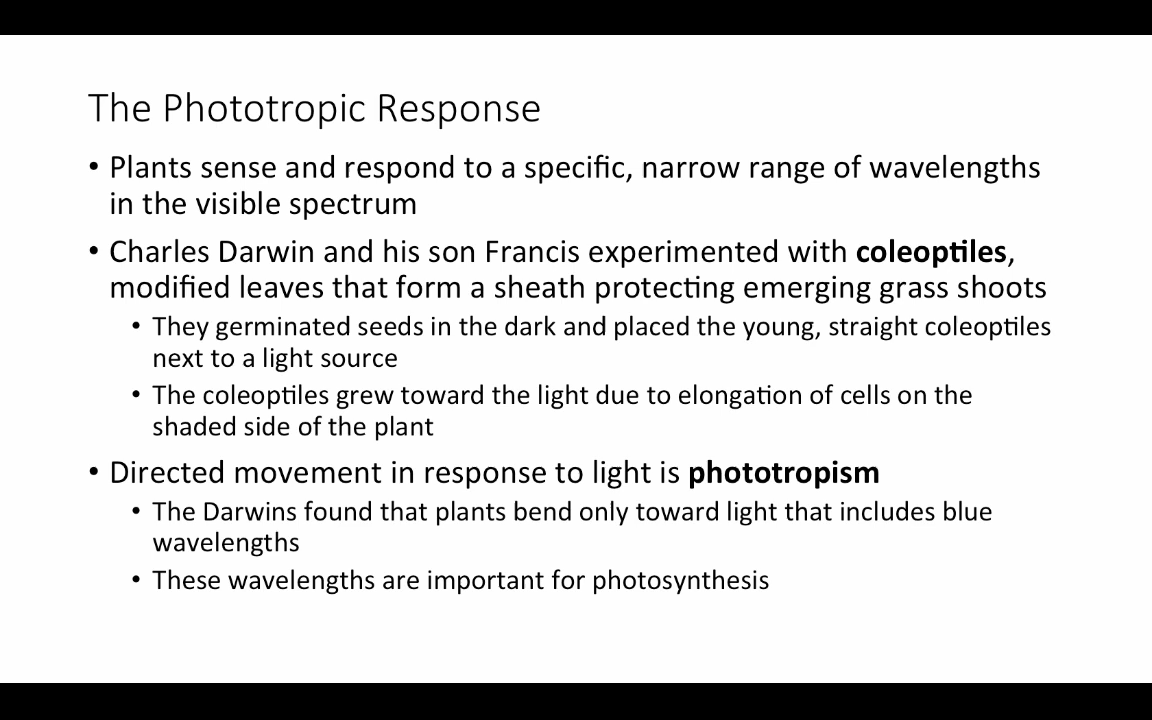 The Phototropic Response
• Plants sense and respond to a specific, narrow range of wavelengths
in the visible spectrum
• Charles Darwin and his son Francis experimented with coleoptiles,
modified leaves that form a sheath protecting emerging grass shoots
• They germinated seeds in the dark and placed the young, straight coleoptiles
next to a light source
• The coleoptiles grew toward the light due to elongation of cells on the
shaded side of the plant
• Directed movement in response to light is phototropism
• The Darwins found that plants bend only toward light that includes blue
wavelengths
• These wavelengths are important for photosynthesis